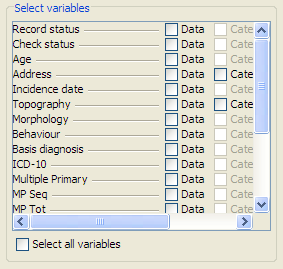 Select variables
Record status Data Cate
Check status Data Cate
Age Data Cate
Address Data Cate
Incidence date Data Cate
Topography Data Cate
Morphology Data Cate
Behaviour Data Cate
Basis diagnosis Data Cate
ICD-10 Data Cate
Multiple Primary Data Cate
MP Seq Data Cate
MP Tot Data Cate
Select all variables